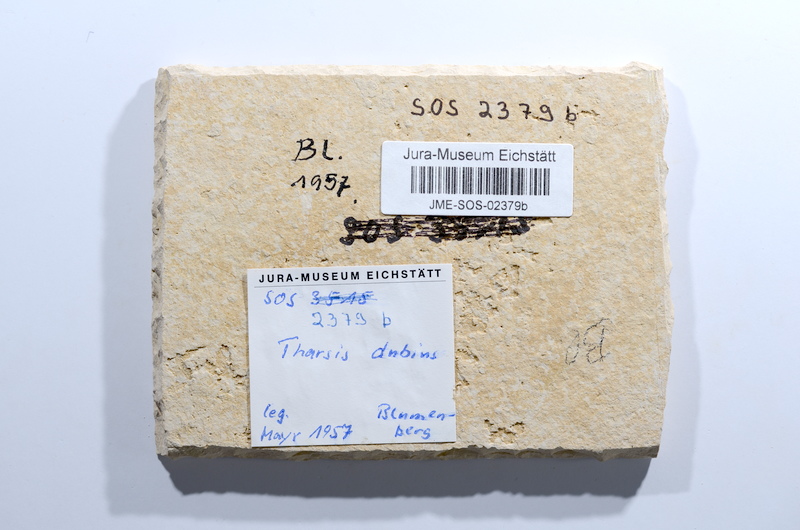 SOS 2379 b
BL.
1957
Jura-Museum Eichstätt
JME-SOS-02379b
JURA-MUSEUM EICHSTÄTT
SOS 3515
2379 b
Tharsis dubius
leg. Blumen-
Mayr 1957 berg